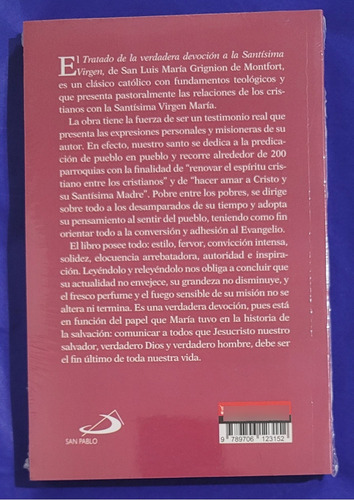 El Tratado de la verdadera devoción a la Santísima
Virgen, de San Luis María Grignion de Montfort,
es un clásico católico con fundamentos teológicos y
que presenta pastoralmente las relaciones de los cris-
tianos con la Santísima Virgen María.
La obra tiene la fuerza de ser un testimonio real que
presenta las expresiones personales y misioneras de su
autor. En efecto, nuestro santo se dedica a la predica-
ción de pueblo en pueblo y recorre alrededor de 200
parroquias con la finalidad de "renovar el espíritu cris-
tiano entre los cristianos" y de "hacer amar a Cristo y
su Santísima Madre". Pobre entre los pobres, se dirige
sobre todo a los desamparados de su tiempo y adopta
su pensamiento al sentir del pueblo, teniendo como fin
orientar todo a la conversión y adhesión al Evangelio.
El libro posee todo: estilo, fervor, convicción intensa,
solidez, elocuencia arrebatadora, autoridad e inspira-
ción. Leyéndolo y releyéndolo nos obliga a concluir que
su actualidad no envejece, su grandeza no disminuye, y
el fresco perfume y el fuego sensible de su misión no se
altera ni termina. Es una verdadera devoción, pues está
en función del papel que María tuvo en la historia de
la salvación: comunicar a todos que Jesucristo nuestro
salvador, verdadero Dios y verdadero hombre, debe ser
el fin último de toda nuestra vida.
SAN PABLO
9 789706 123152